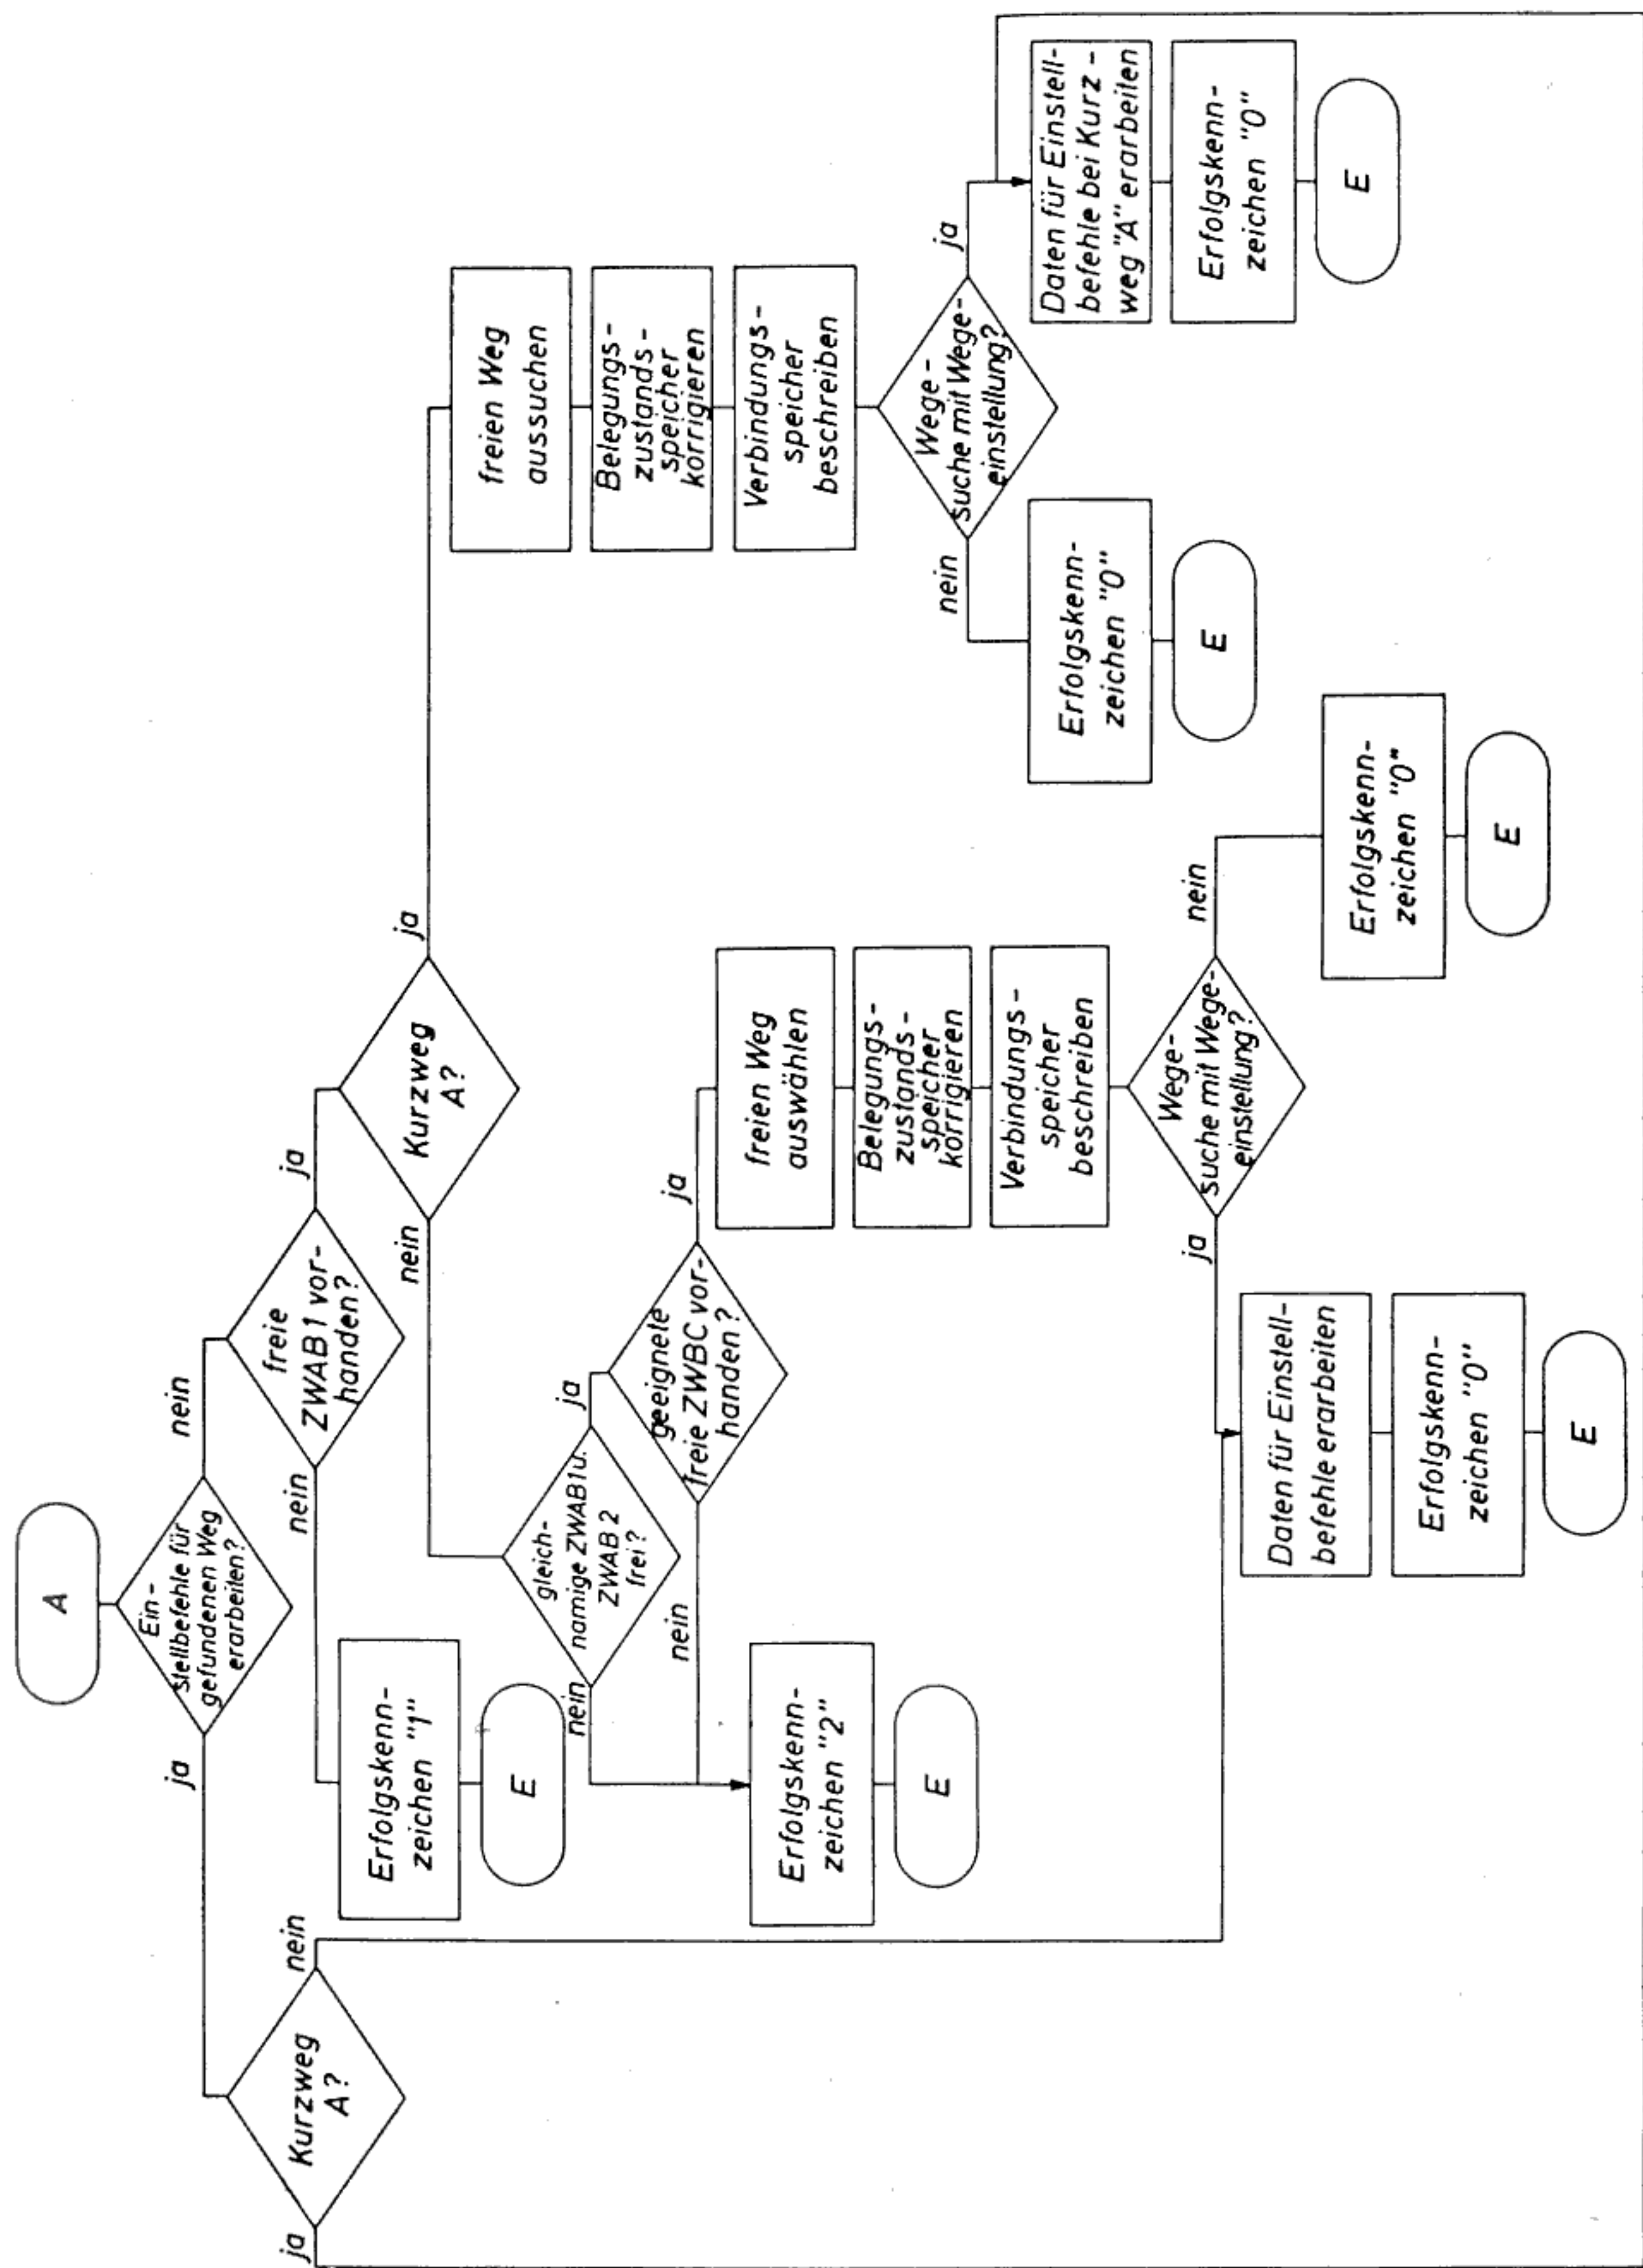 A
Ein-
stellbefehle für
gefundenen Weg
erarbeiten?
ja
nein
Kurzweg
A?
ja
nein
freie
ZWAB1 vor-
handen?
nein
ja
Erfolgskenn-
zeichen "1"
E
Kurzweg
A?
nein
ja
gleich-
namige ZWAB1u.
ZWAB 2
frei?
nein
ja
geeignete
freie ZWBC vor-
handen?
nein
ja
Erfolgskenn-
zeichen "2"
E
freien Weg
auswählen
Belegungs-
zustands-
speicher
korrigieren
Verbindungs-
speicher
beschreiben
Wege-
suche mit Wege-
einstellung?
ja
nein
Daten für Einstell-
befehle erarbeiten
Erfolgskenn-
zeichen "0"
E
Erfolgskenn-
zeichen "0"
E
freien Weg
aussuchen
Belegungs-
zustands-
speicher
korrigieren
Verbindungs-
speicher
beschreiben
Wege-
suche mit Wege-
einstellung?
nein
ja
Erfolgskenn-
zeichen "0"
E
Daten für Einstell-
befehle bei Kurz-
weg "A" erarbeiten
Erfolgskenn-
zeichen "0"
E